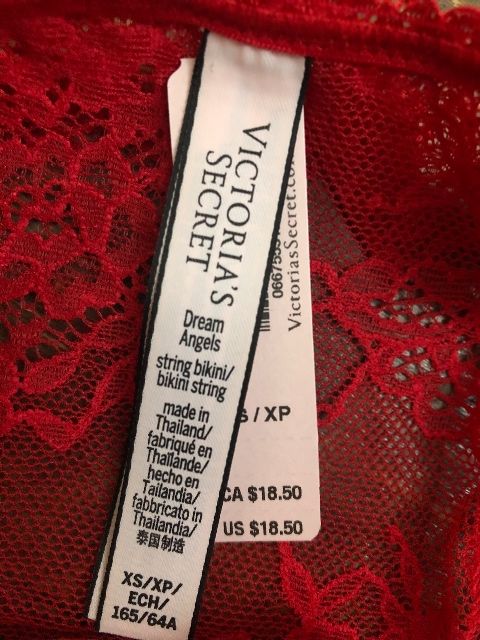 VICTORIA'S
SECRET
Dream
Angels
string bikini/
bikini string
made in
Thailand/
fabriqué en
Thaïlande/
hecho en
Tailandia/
fabbricato in
Thailandia/
泰国制造
XS/XP/
ECH/
165/64A
VictoriasSecret.co
/ XP
CA $18.50
US $18.50